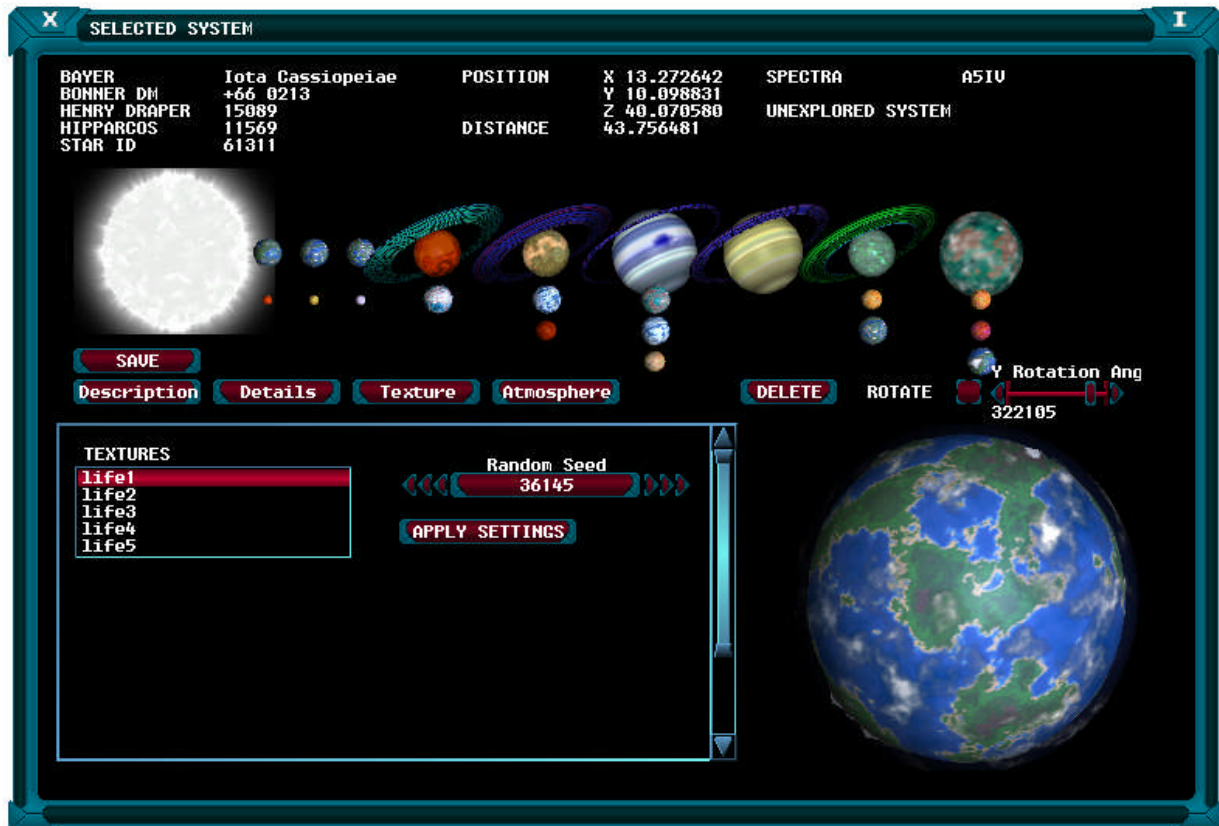 X
SELECTED SYSTEM
I
BAYER Iota Cassiopeiae POSITION X 13.272642 SPECTRA A5IV
BONNER DM +66 0213 Y 10.098831
HENRY DRAPER 15089 Z 40.070580 UNEXPLORED SYSTEM
HIPPARCOS 11569 DISTANCE 43.756481
STAR ID 61311
SAVE
Y Rotation Ang
Description Details Texture Atmosphere DELETE ROTATE
322105
TEXTURES
Random Seed
life1
36145
life2
life3
life4
APPLY SETTINGS
life5